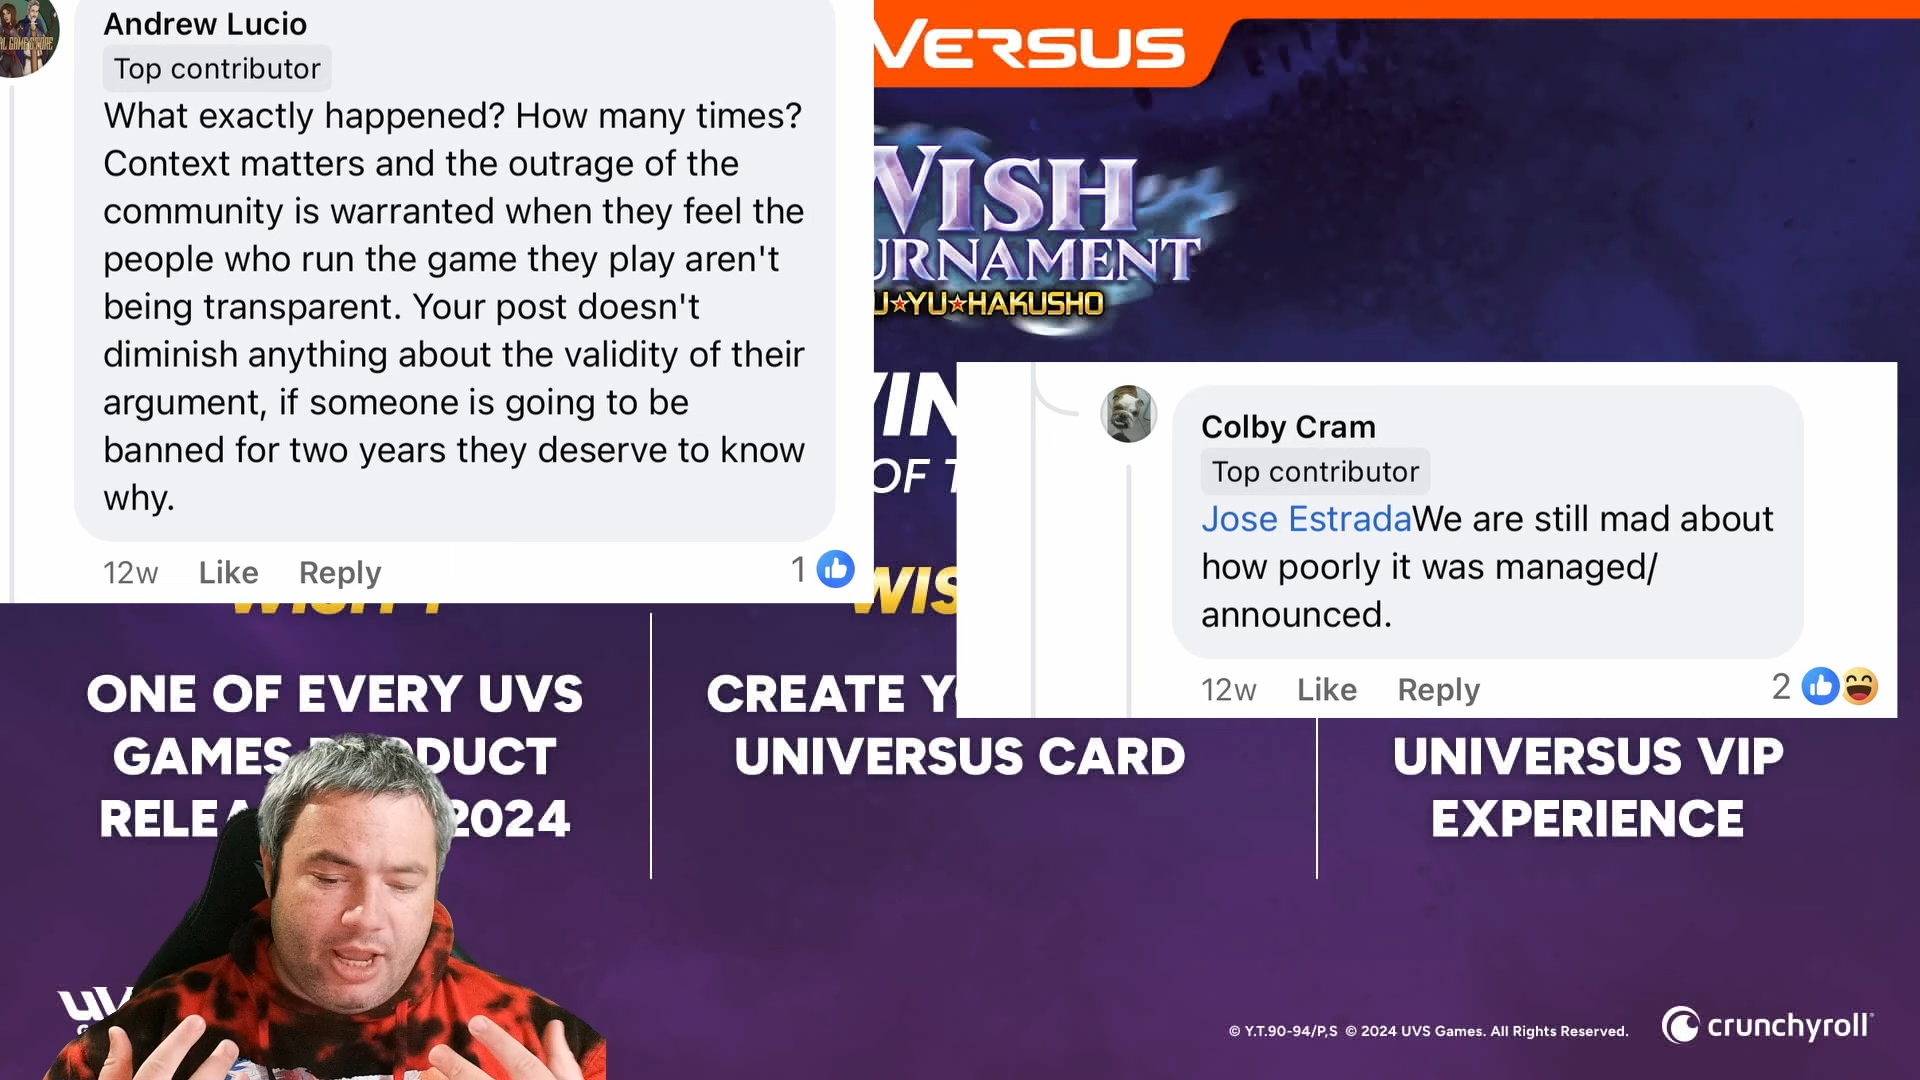 Andrew Lucio
Top contributor
What exactly happened? How many times?
Context matters and the outrage of the
community is warranted when they feel the
people who run the game they play aren't
being transparent. Your post doesn't
diminish anything about the validity of their
argument, if someone is going to be
banned for two years they deserve to know
why.
12w Like Reply 1
VERSUS
WISH
URNAMENT
U★YU★HAKUSHO
OF
Colby Cram
Top contributor
Jose EstradaWe are still mad about
how poorly it was managed/
announced.
12w Like Reply 2
ONE OF EVERY UVS
GAMES DUCT
RELEA 2024
CREATE Y
UNIVERSUS CARD
UNIVERSUS VIP
EXPERIENCE
© Y.T.90-94/P,S © 2024 UVS Games. All Rights Reserved.
crunchyroll